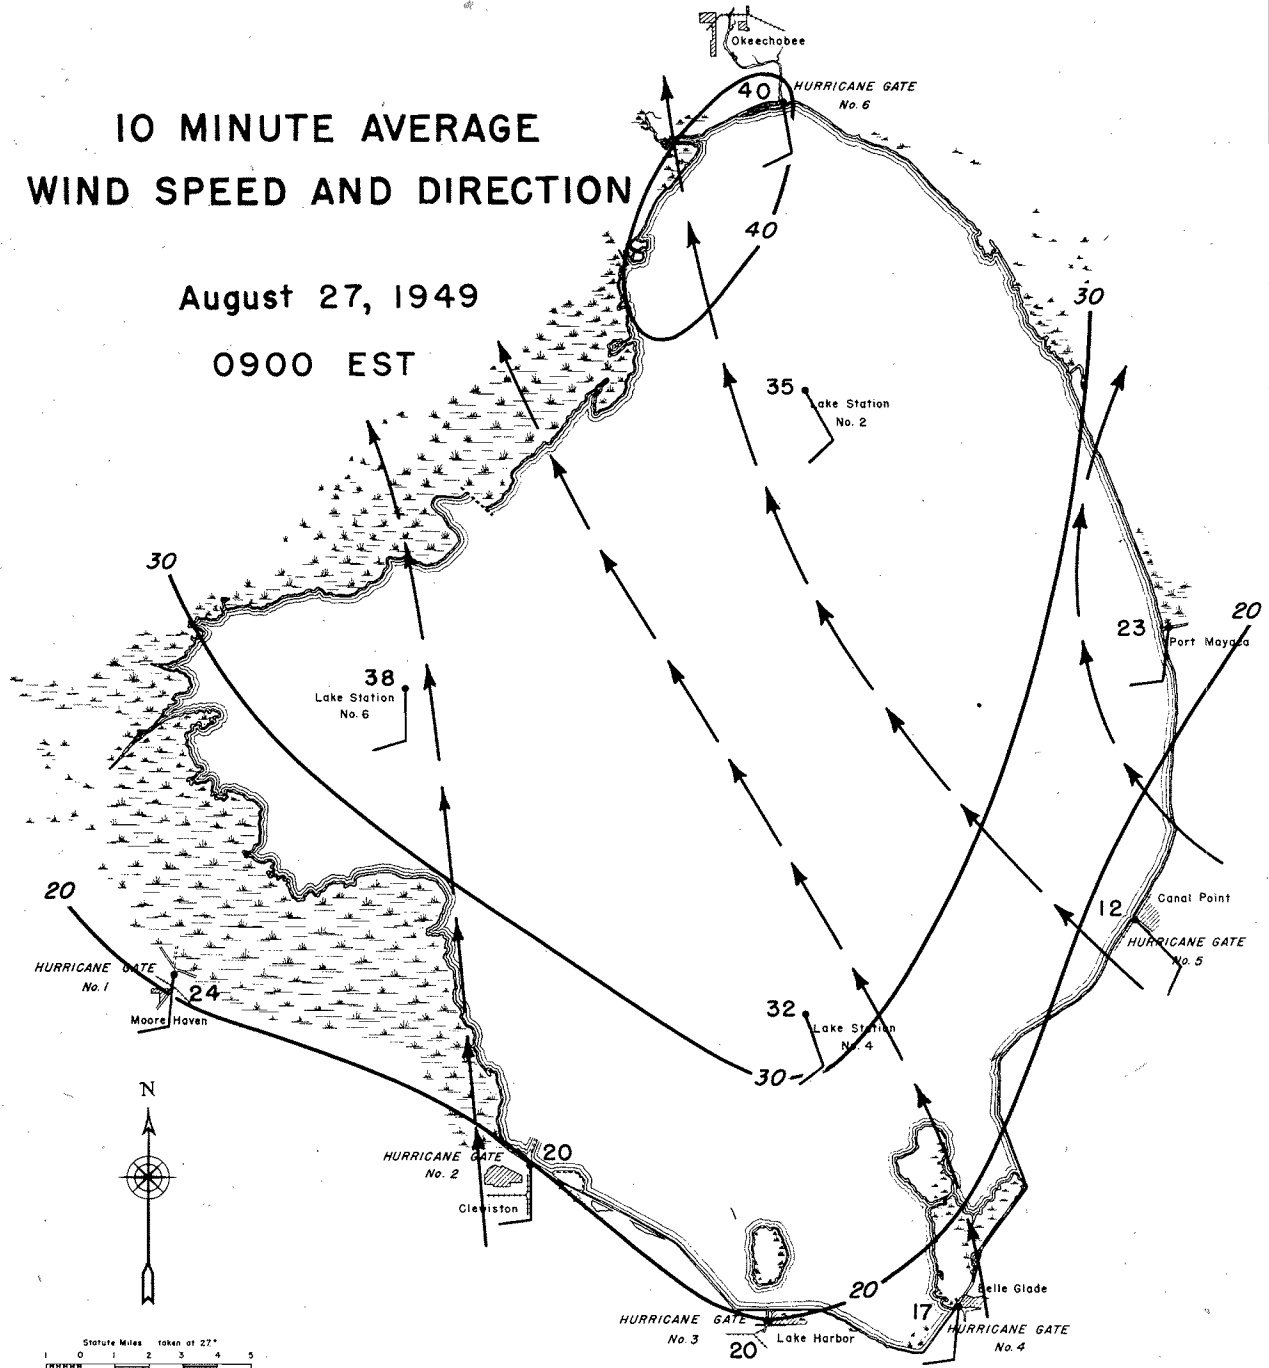 Okeechobee
40
HURRICANE GATE
No. 6
10 MINUTE AVERAGE
WIND SPEED AND DIRECTION
40
August 27, 1949
30
0900 EST
35
Lake Station
No. 2
30
20
23
Port Mayaca
38
Lake Station
No. 6
20
Canal Point
12
HURRICANE GATE
No. 5
HURRICANE GATE
No. 1
24
Moore Haven
32
Lake Station
No. 4
30
N
20
HURRICANE GATE
No. 2
Clewiston
20
Belle Glade
17
HURRICANE GATE
No. 3
Lake Harbor
20
HURRICANE GATE
No. 4
Statute Miles taken at 27°
1 0 1 2 3 4 5